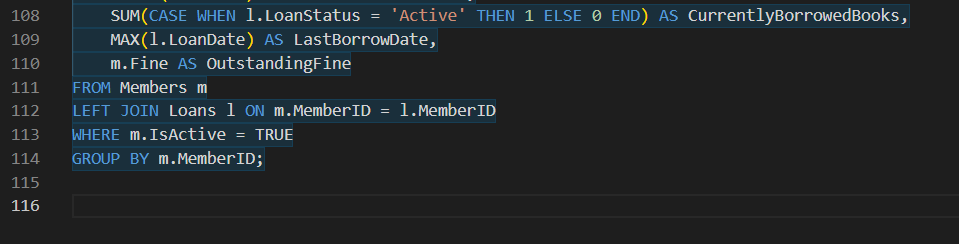 108 SUM(CASE WHEN l.LoanStatus = 'Active' THEN 1 ELSE 0 END) AS CurrentlyBorrowedBooks,
109 MAX(l.LoanDate) AS LastBorrowDate,
110 m.Fine AS OutstandingFine
111 FROM Members m
112 LEFT JOIN Loans l ON m.MemberID = l.MemberID
113 WHERE m.IsActive = TRUE
114 GROUP BY m.MemberID;
115
116